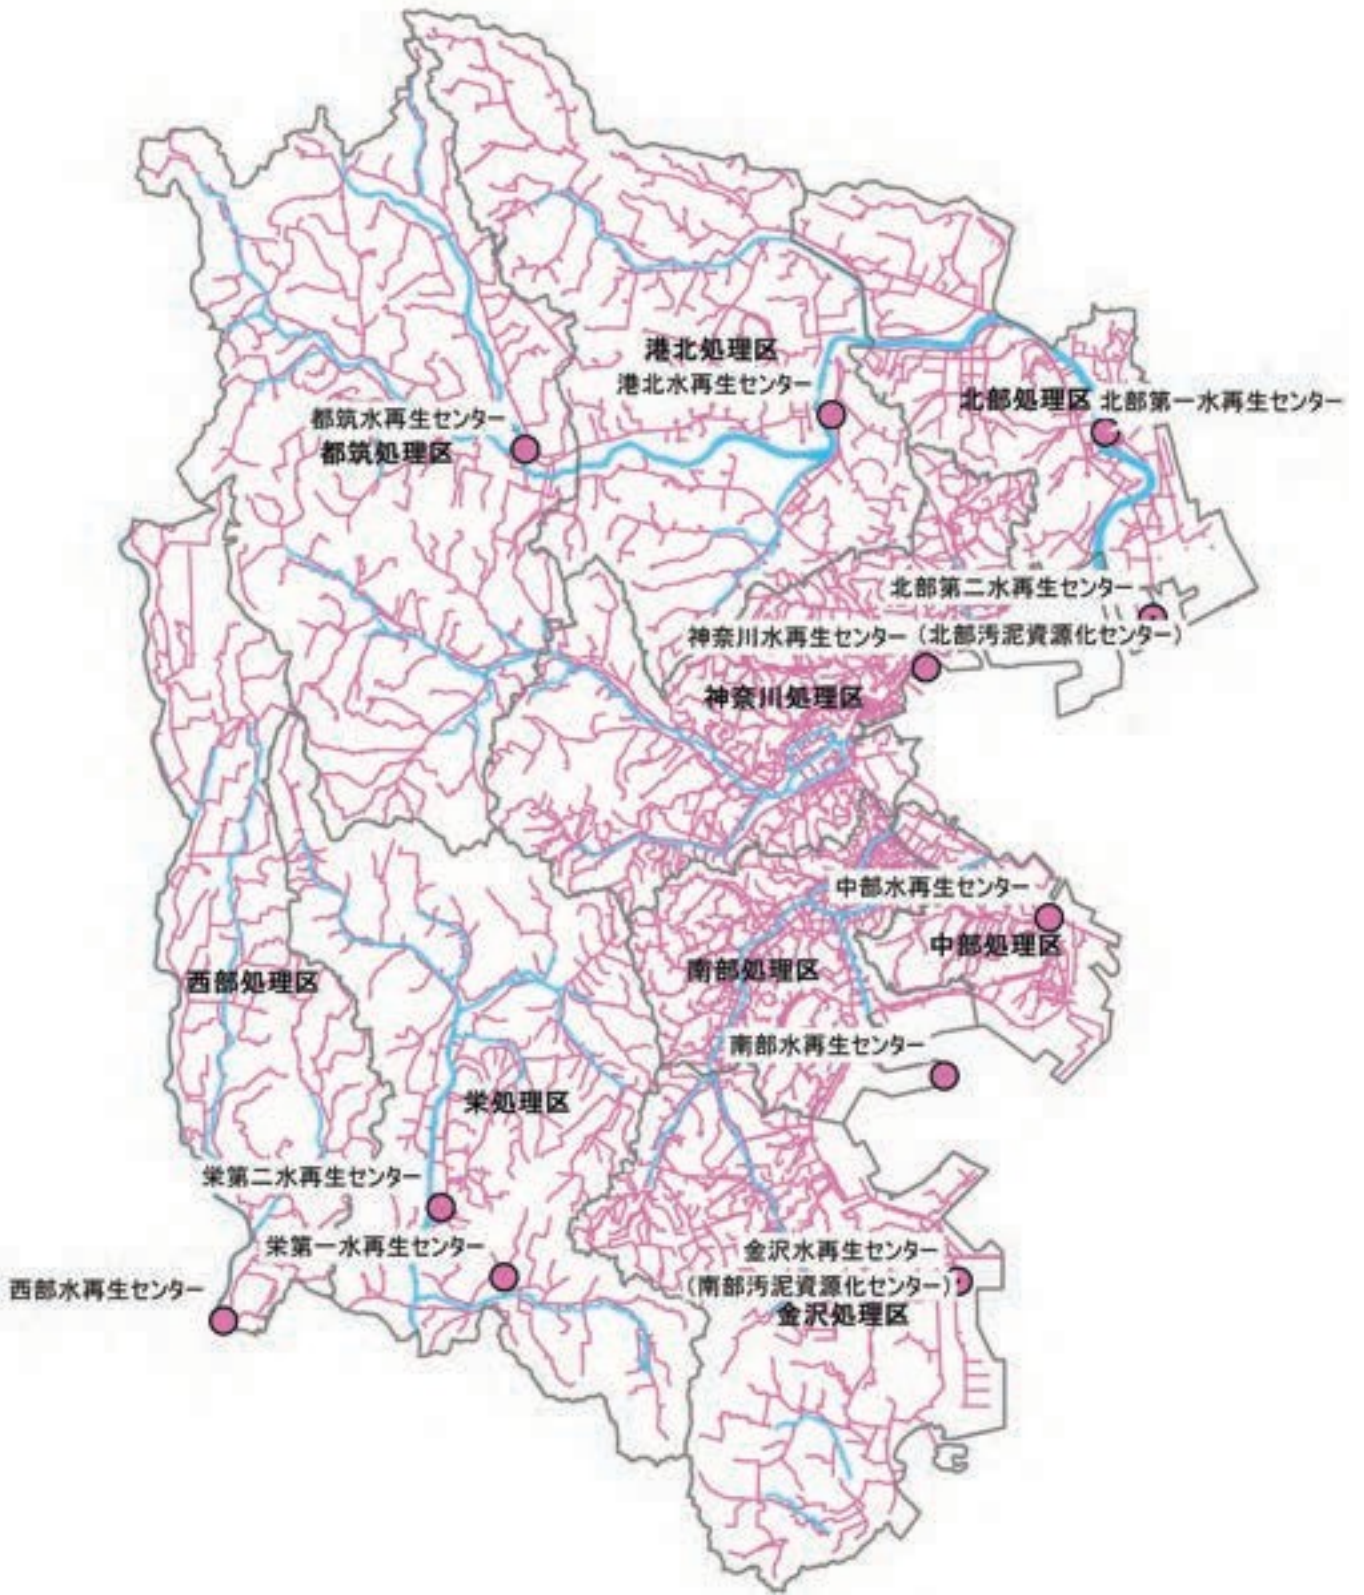 港北処理区
港北水再生センター
北部処理区
北部第一水再生センター
都筑水再生センター
都筑処理区
北部第二水再生センター
神奈川水再生センター
（北部汚泥資源化センター）
神奈川処理区
中部水再生センター
中部処理区
南部処理区
西部処理区
南部水再生センター
栄処理区
栄第二水再生センター
栄第一水再生センター
金沢水再生センター
（南部汚泥資源化センター）
西部水再生センター
金沢処理区